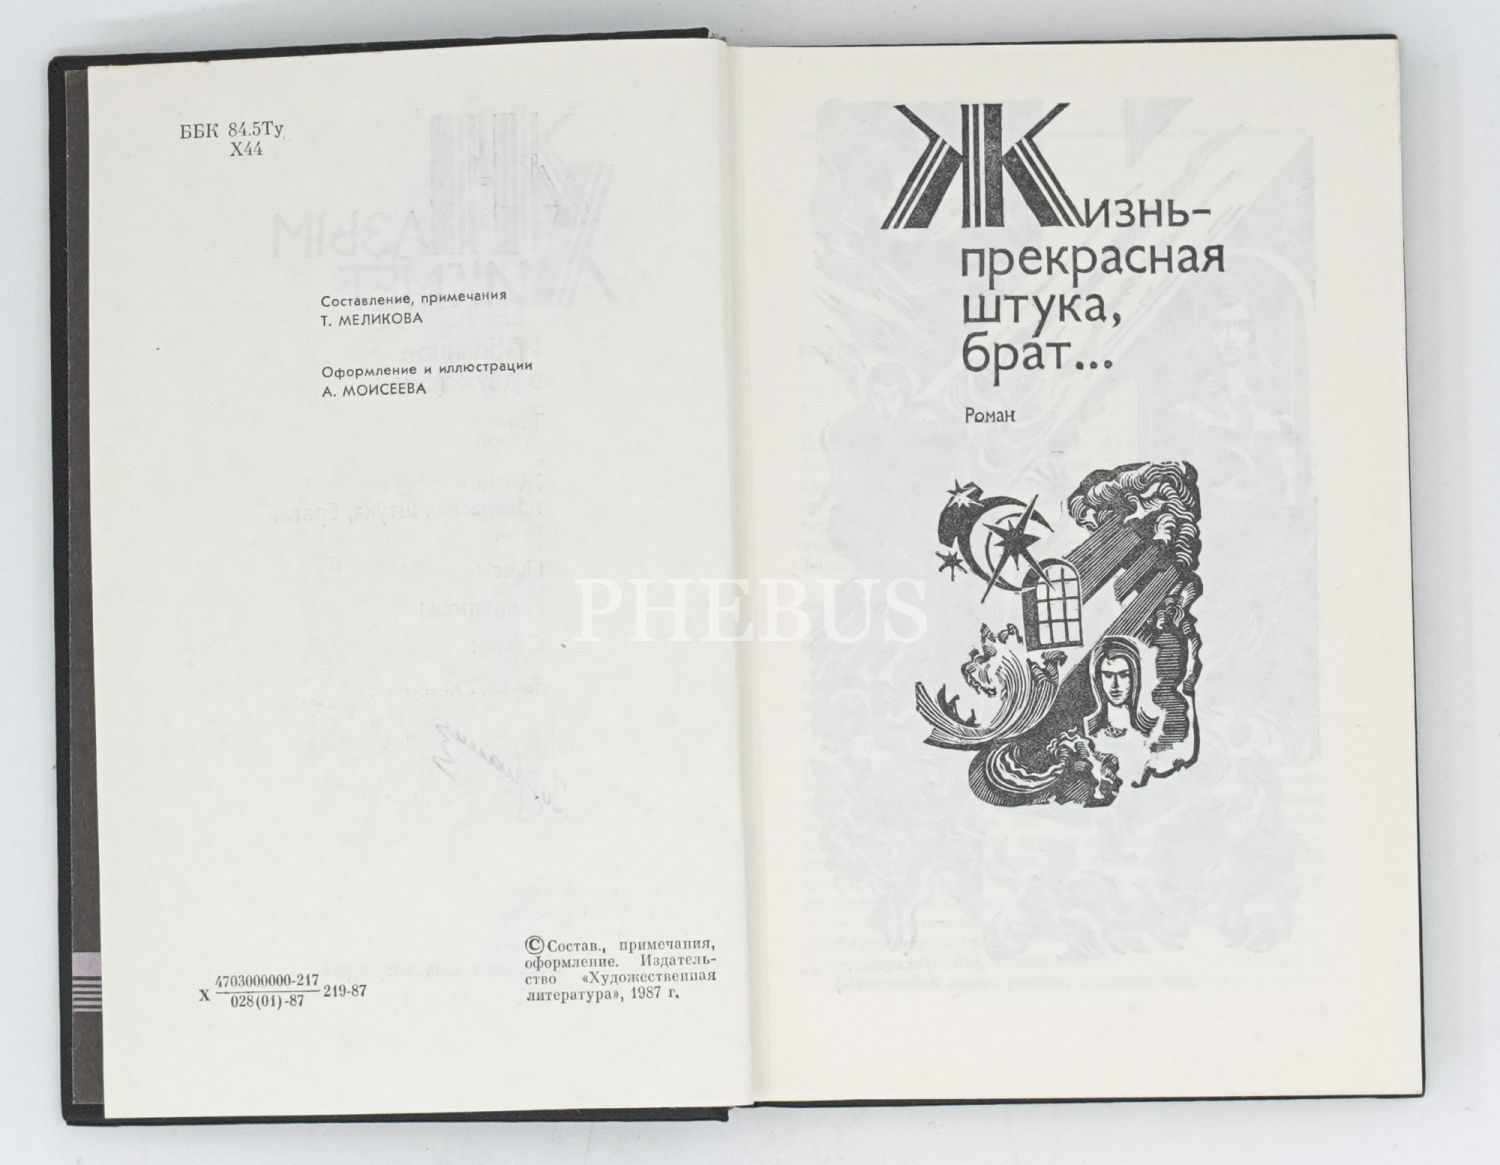 ББК 84.5Ту
Х44
Составление, примечания
Т. МЕЛИКОВА
Оформление и иллюстрации
А. МОИСЕЕВА
Х 4703000000-217
028(01)-87 219-87
© Состав., примечания,
оформление. Издатель-
ство «Художественная
литература», 1987 г.
Жизнь-
прекрасная
штука,
брат...
Роман
PHEBUS